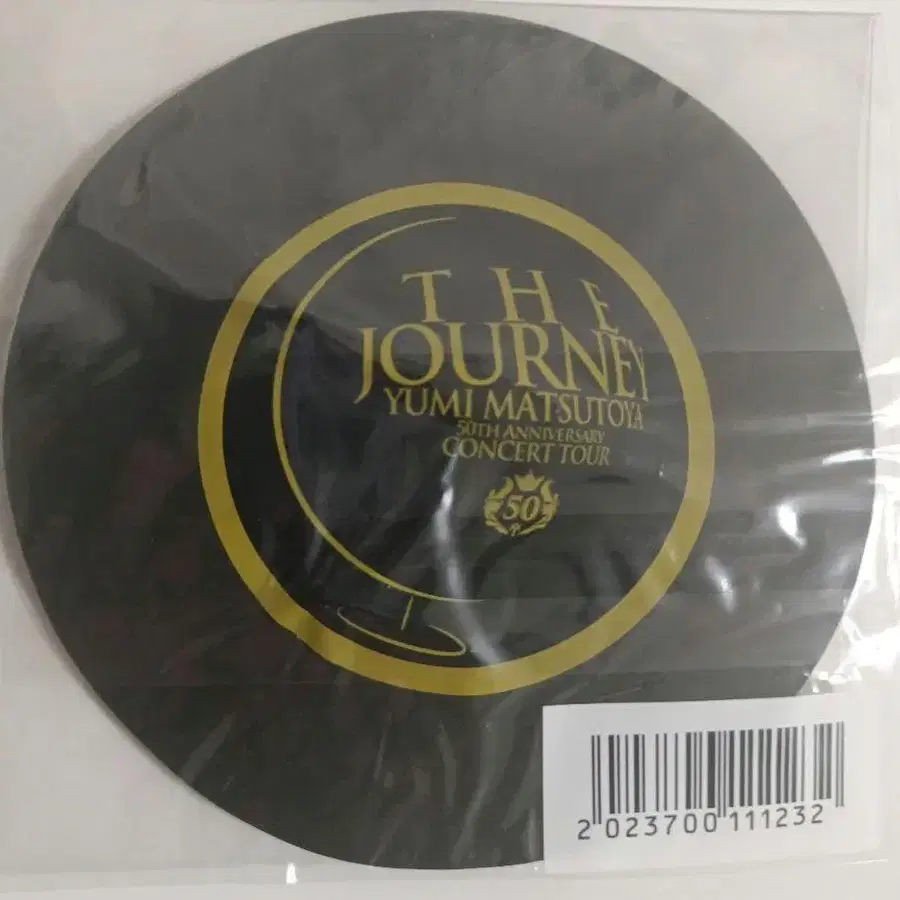 THE
JOURNEY
YUMI MATSUTOYA
50TH ANNIVERSARY
CONCERT TOUR
50
2 023700 111232